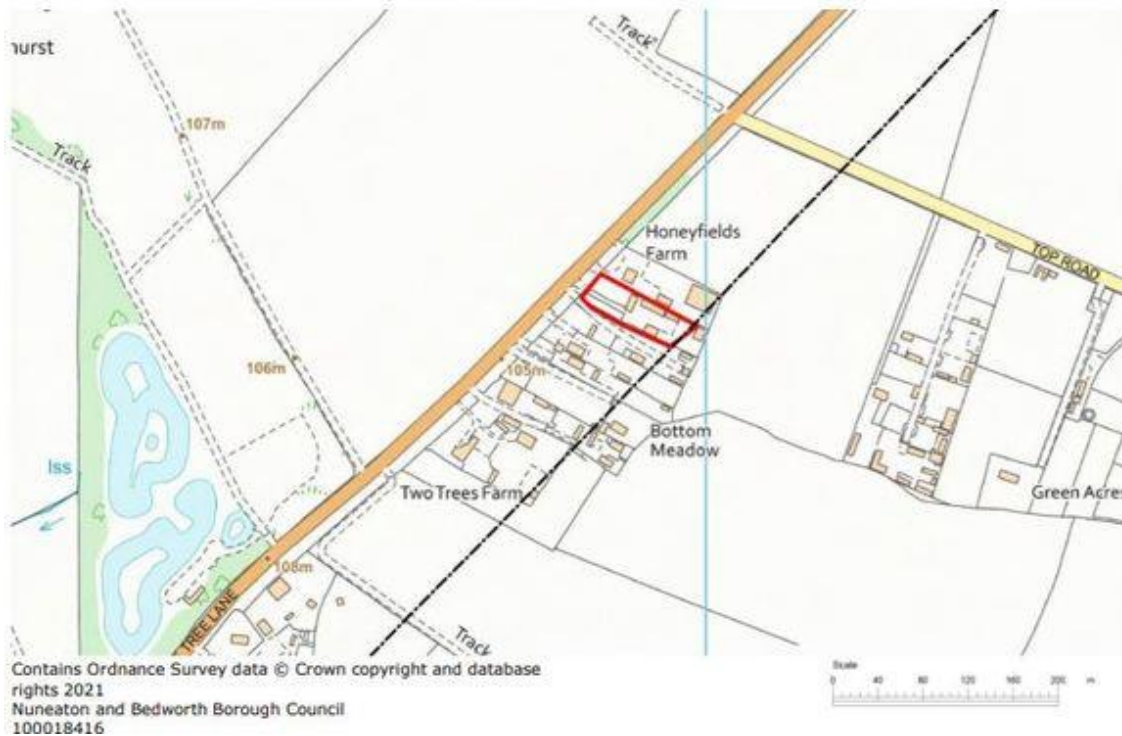 hurst
Track
107m
Track
Honeyfields
Farm
TOP ROAD
106m
105m
Bottom
Meadow
Iss
Two Trees Farm
Green Acres
108m
TREE LANE
Track
Contains Ordnance Survey data © Crown copyright and database
rights 2021
Nuneaton and Bedworth Borough Council
100018416
Scale
0 40 80 120 160 200 m